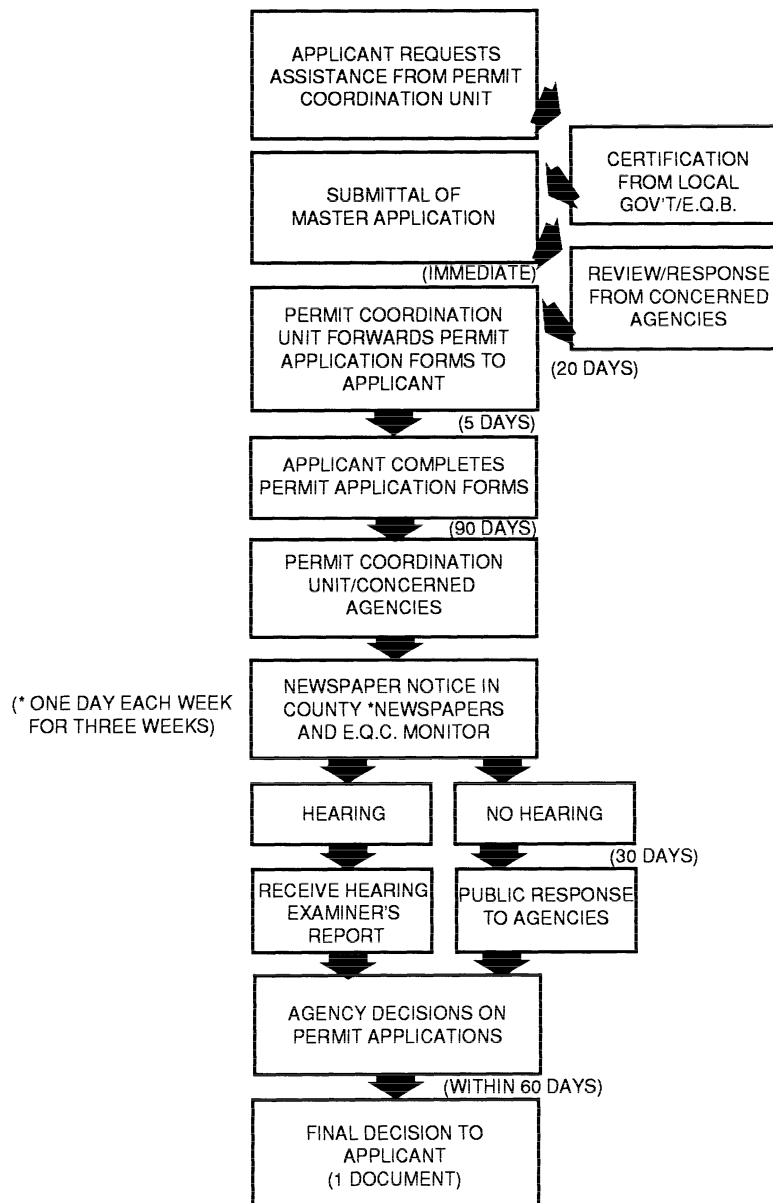 APPLICANT REQUESTS
ASSISTANCE FROM PERMIT
COORDINATION UNIT
CERTIFICATION
FROM LOCAL
GOV'T/E.Q.B.
SUBMITTAL OF
MASTER APPLICATION
(IMMEDIATE)
REVIEW/RESPONSE
FROM CONCERNED
AGENCIES
(20 DAYS)
PERMIT COORDINATION
UNIT FORWARDS PERMIT
APPLICATION FORMS TO
APPLICANT
(5 DAYS)
APPLICANT COMPLETES
PERMIT APPLICATION FORMS
(90 DAYS)
PERMIT COORDINATION
UNIT/CONCERNED
AGENCIES
(* ONE DAY EACH WEEK
FOR THREE WEEKS)
NEWSPAPER NOTICE IN
COUNTY *NEWSPAPERS
AND E.Q.C. MONITOR
HEARING
NO HEARING
(30 DAYS)
RECEIVE HEARING
EXAMINER'S
REPORT
PUBLIC RESPONSE
TO AGENCIES
AGENCY DECISIONS ON
PERMIT APPLICATIONS
(WITHIN 60 DAYS)
FINAL DECISION TO
APPLICANT
(1 DOCUMENT)